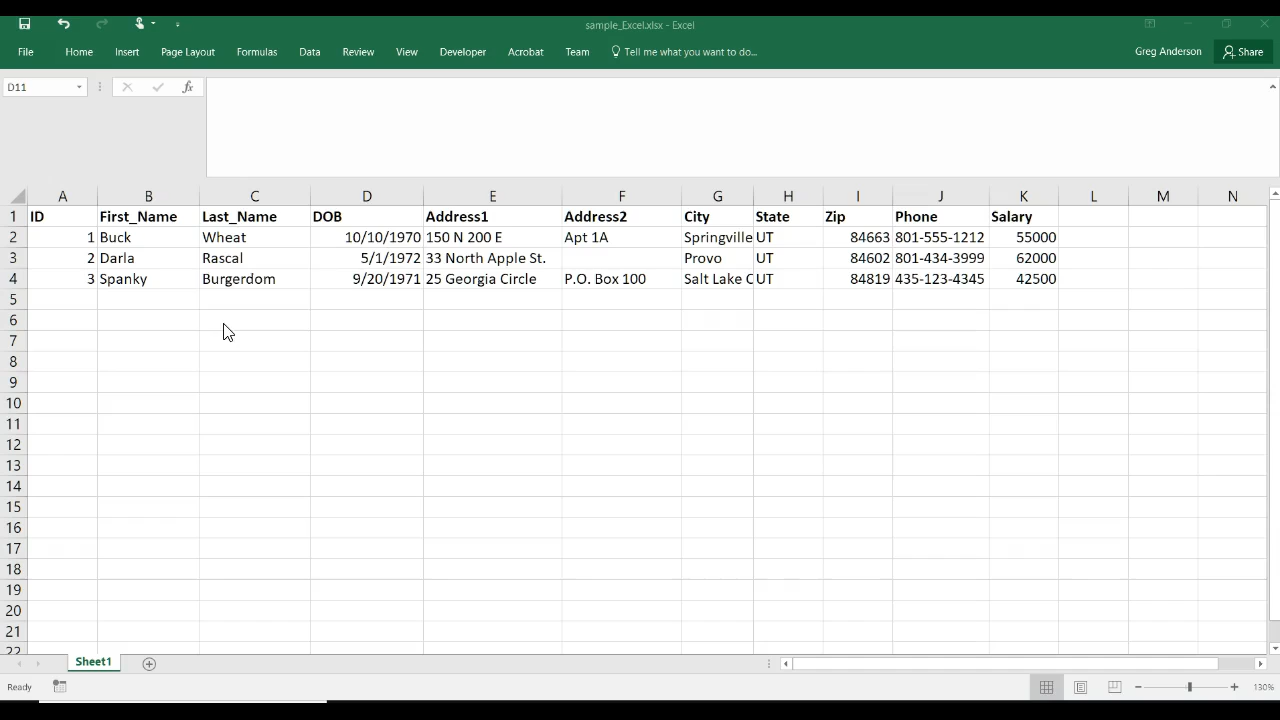 sample_Excel.xlsx - Excel
File Home Insert Page Layout Formulas Data Review View Developer Acrobat Team Tell me what you want to do... Greg Anderson Share
D11 fx
A B C D E F G H I J K L M N
1 ID First_Name Last_Name DOB Address1 Address2 City State Zip Phone Salary
2 1 Buck Wheat 10/10/1970 150 N 200 E Apt 1A Springville UT 84663 801-555-1212 55000
3 2 Darla Rascal 5/1/1972 33 North Apple St. Provo UT 84602 801-434-3999 62000
4 3 Spanky Burgerdom 9/20/1971 25 Georgia Circle P.O. Box 100 Salt Lake C UT 84819 435-123-4345 42500
5
6
7
8
9
10
11
12
13
14
15
16
17
18
19
20
21
22
Sheet1
Ready 130%